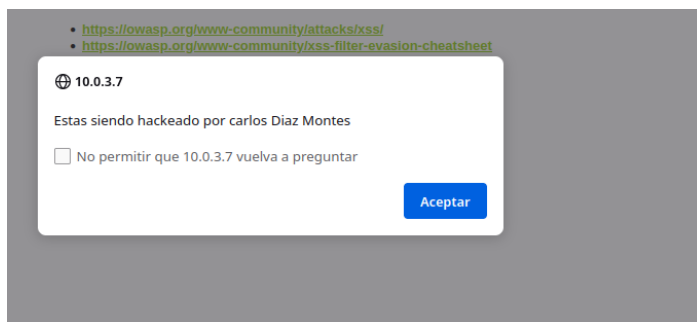 https://owasp.org/www-community/attacks/xss/
https://owasp.org/www-community/xss-filter-evasion-cheatsheet
10.0.3.7
Estas siendo hackeado por carlos Diaz Montes
No permitir que 10.0.3.7 vuelva a preguntar
Aceptar